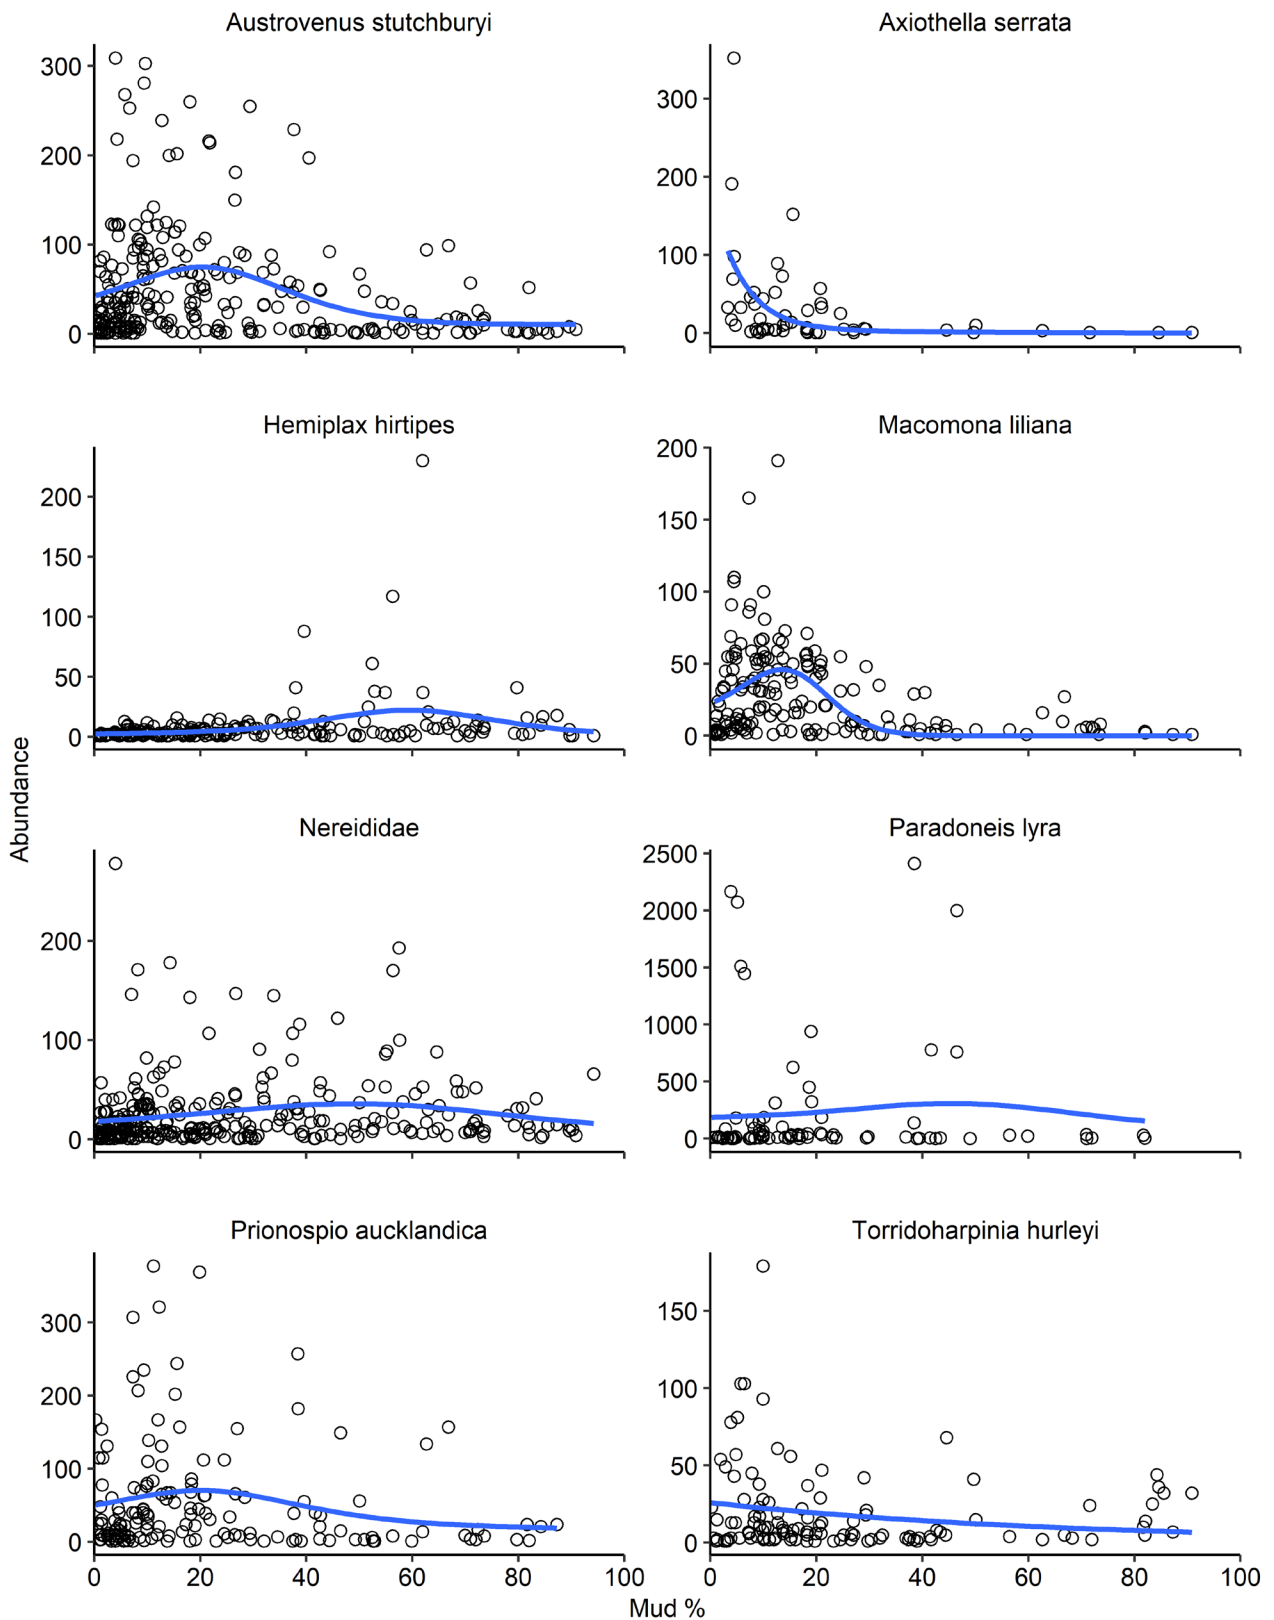 Austrovenus stutchburyi
Axiothella serrata
300
200
100
0
300
200
100
0
Hemiplax hirtipes
Macomona liliana
200
150
100
50
0
200
150
100
50
0
Abundance
Nereididae
Paradoneis lyra
200
100
0
2500
2000
1500
1000
500
0
Prionospio aucklandica
Torridoharpinia hurleyi
300
200
100
0
150
100
50
0
0 20 40 60 80 100
0 20 40 60 80 100
Mud %